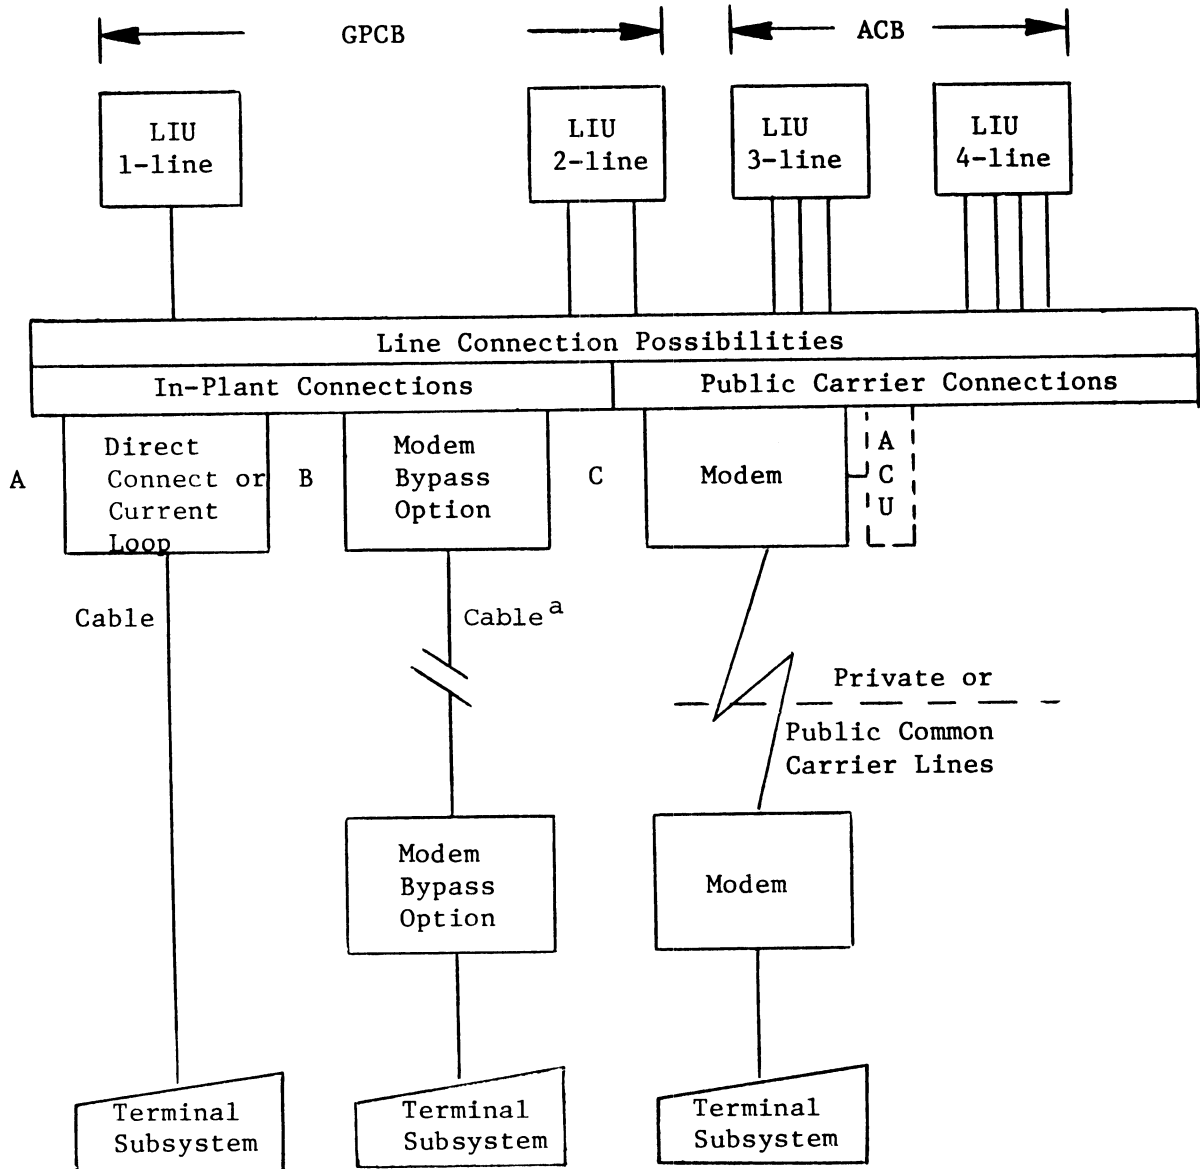 GPCB
ACB
LIU
1-line
LIU
2-line
LIU
3-line
LIU
4-line
Line Connection Possibilities
In-Plant Connections
Public Carrier Connections
A
Direct
Connect or
Current
Loop
B
Modem
Bypass
Option
C
Modem
A
C
U
Cable
Cable a
Private or
Public Common
Carrier Lines
Modem
Bypass
Option
Modem
Terminal
Subsystem
Terminal
Subsystem
Terminal
Subsystem